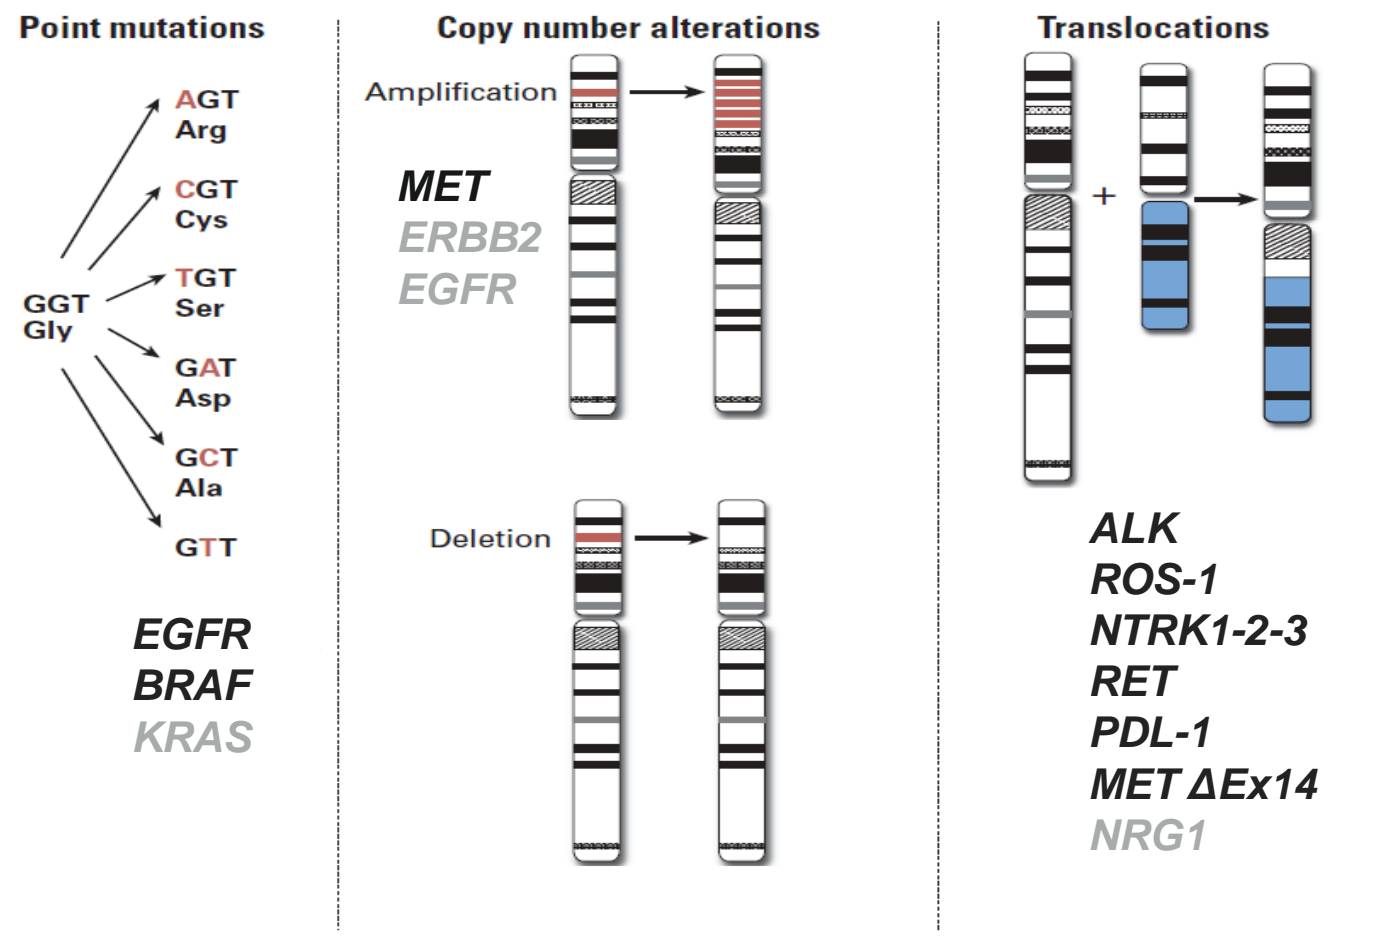 Point mutations
AGT
Arg
CGT
Cys
TGT
Ser
GGT
Gly
GAT
Asp
GCT
Ala
GTT
EGFR
BRAF
KRAS
Copy number alterations
Amplification
MET
ERBB2
EGFR
Deletion
Translocations
+
ALK
ROS-1
NTRK1-2-3
RET
PDL-1
MET ΔEx14
NRG1